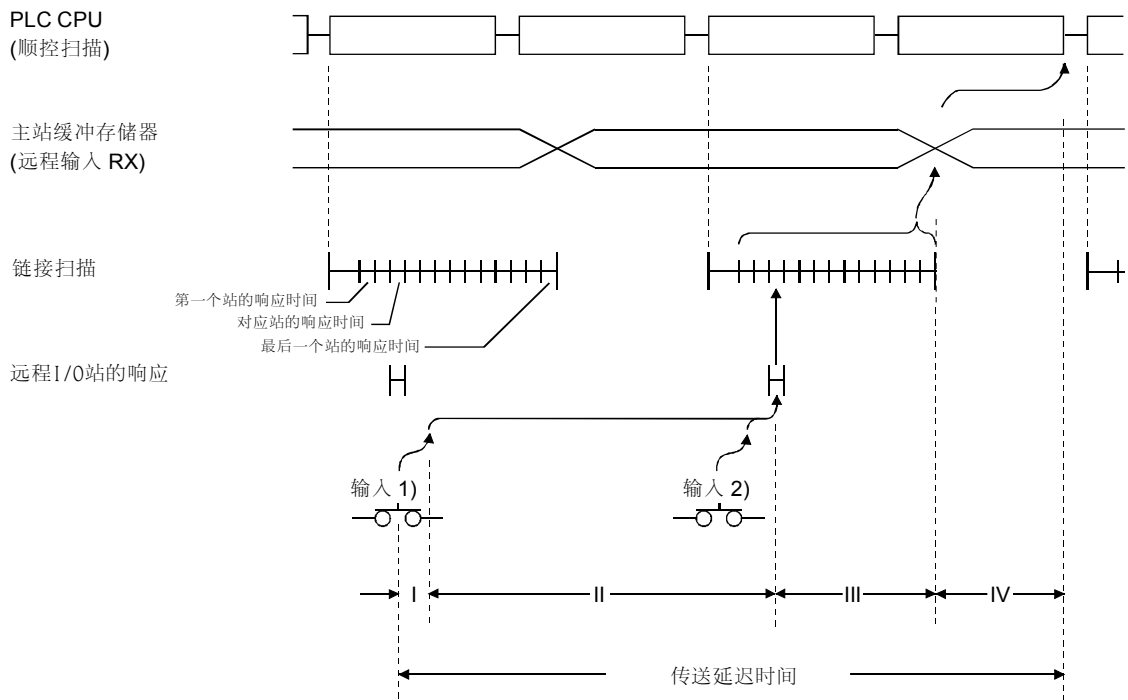 PLC CPU
(顺控扫描)
主站缓冲存储器
(远程输入 RX)
链接扫描
第一个站的响应时间
对应站的响应时间
最后一个站的响应时间
远程I/O站的响应
输入 1)
输入 2)
I
II
III
IV
传送延迟时间